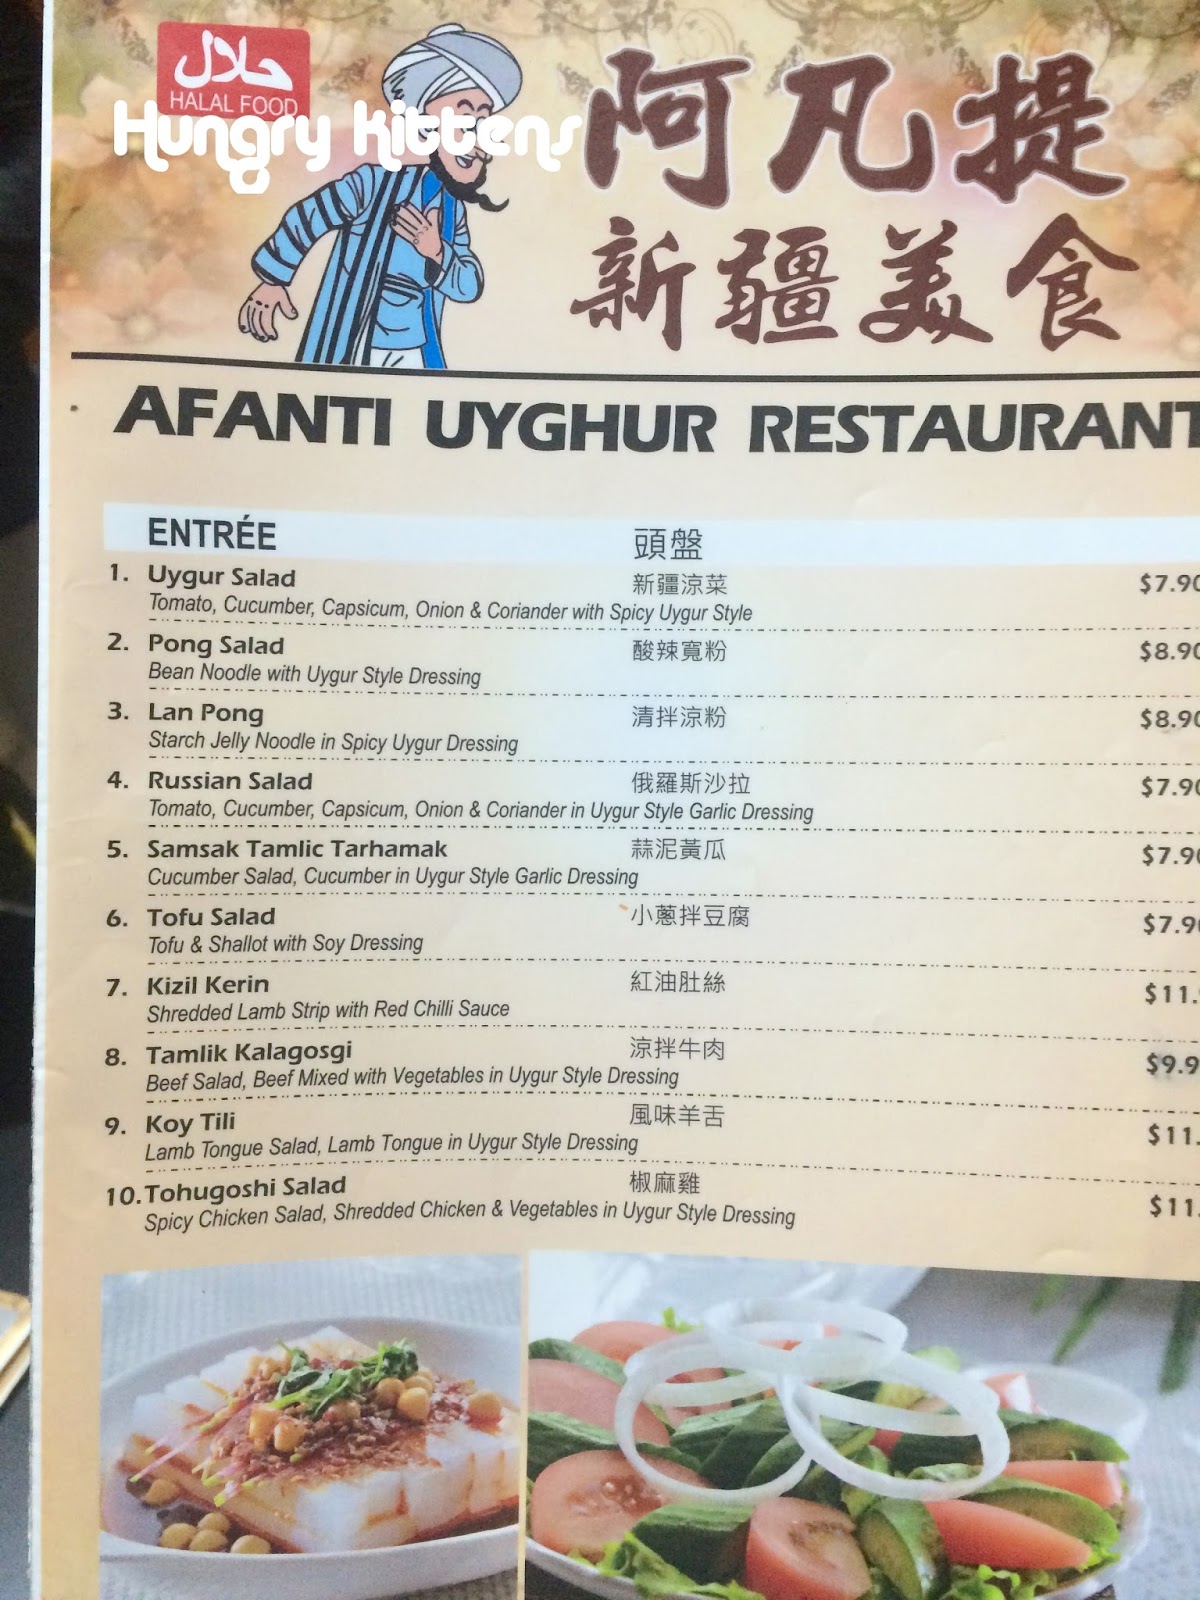 حلال
HALAL FOOD
Hungry Kittens
阿凡提
新疆美食
AFANTI UYGHUR RESTAURANT
ENTRÉE 頭盤
1. Uygur Salad 新疆涼菜 $7.90
Tomato, Cucumber, Capsicum, Onion & Coriander with Spicy Uygur Style
2. Pong Salad 酸辣寬粉 $8.90
Bean Noodle with Uygur Style Dressing
3. Lan Pong 清拌涼粉 $8.90
Starch Jelly Noodle in Spicy Uygur Dressing
4. Russian Salad 俄羅斯沙拉 $7.90
Tomato, Cucumber, Capsicum, Onion & Coriander in Uygur Style Garlic Dressing
5. Samsak Tamlic Tarhamak 蒜泥黃瓜 $7.90
Cucumber Salad, Cucumber in Uygur Style Garlic Dressing
6. Tofu Salad 小蔥拌豆腐 $7.90
Tofu & Shallot with Soy Dressing
7. Kizil Kerin 紅油肚絲 $11.
Shredded Lamb Strip with Red Chilli Sauce
8. Tamlik Kalagosgi 涼拌牛肉 $9.9
Beef Salad, Beef Mixed with Vegetables in Uygur Style Dressing
9. Koy Tili 風味羊舌 $11.
Lamb Tongue Salad, Lamb Tongue in Uygur Style Dressing
10. Tohugoshi Salad 椒麻雞 $11.
Spicy Chicken Salad, Shredded Chicken & Vegetables in Uygur Style Dressing